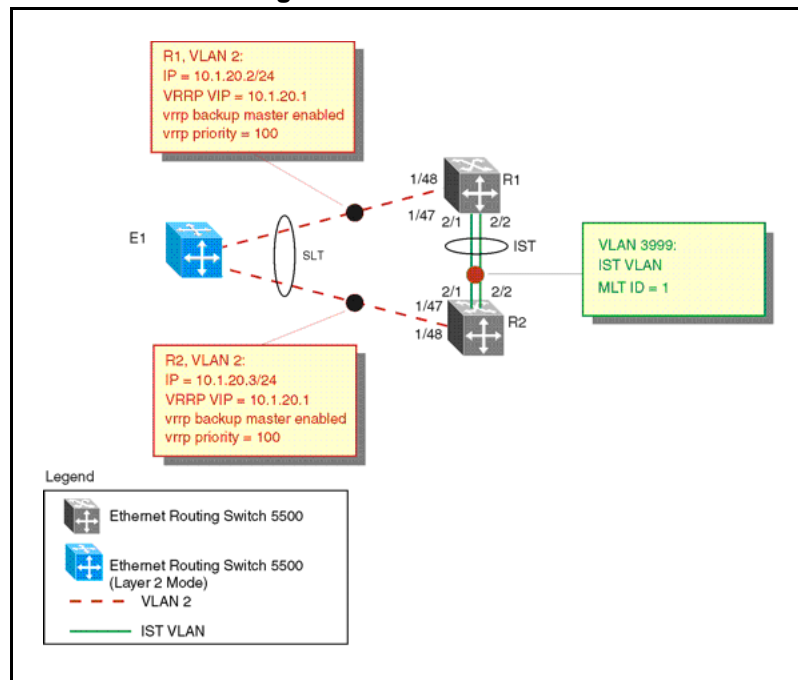 R1, VLAN 2:
IP = 10.1.20.2/24
VRRP VIP = 10.1.20.1
vrrp backup master enabled
vrrp priority = 100
1/48
R1
1/47
2/1
2/2
E1
SLT
IST
VLAN 3999:
IST VLAN
MLT ID = 1
2/1
2/2
1/47
R2
1/48
R2, VLAN 2:
IP = 10.1.20.3/24
VRRP VIP = 10.1.20.1
vrrp backup master enabled
vrrp priority = 100
Legend
Ethernet Routing Switch 5500
Ethernet Routing Switch 5500
(Layer 2 Mode)
VLAN 2
IST VLAN